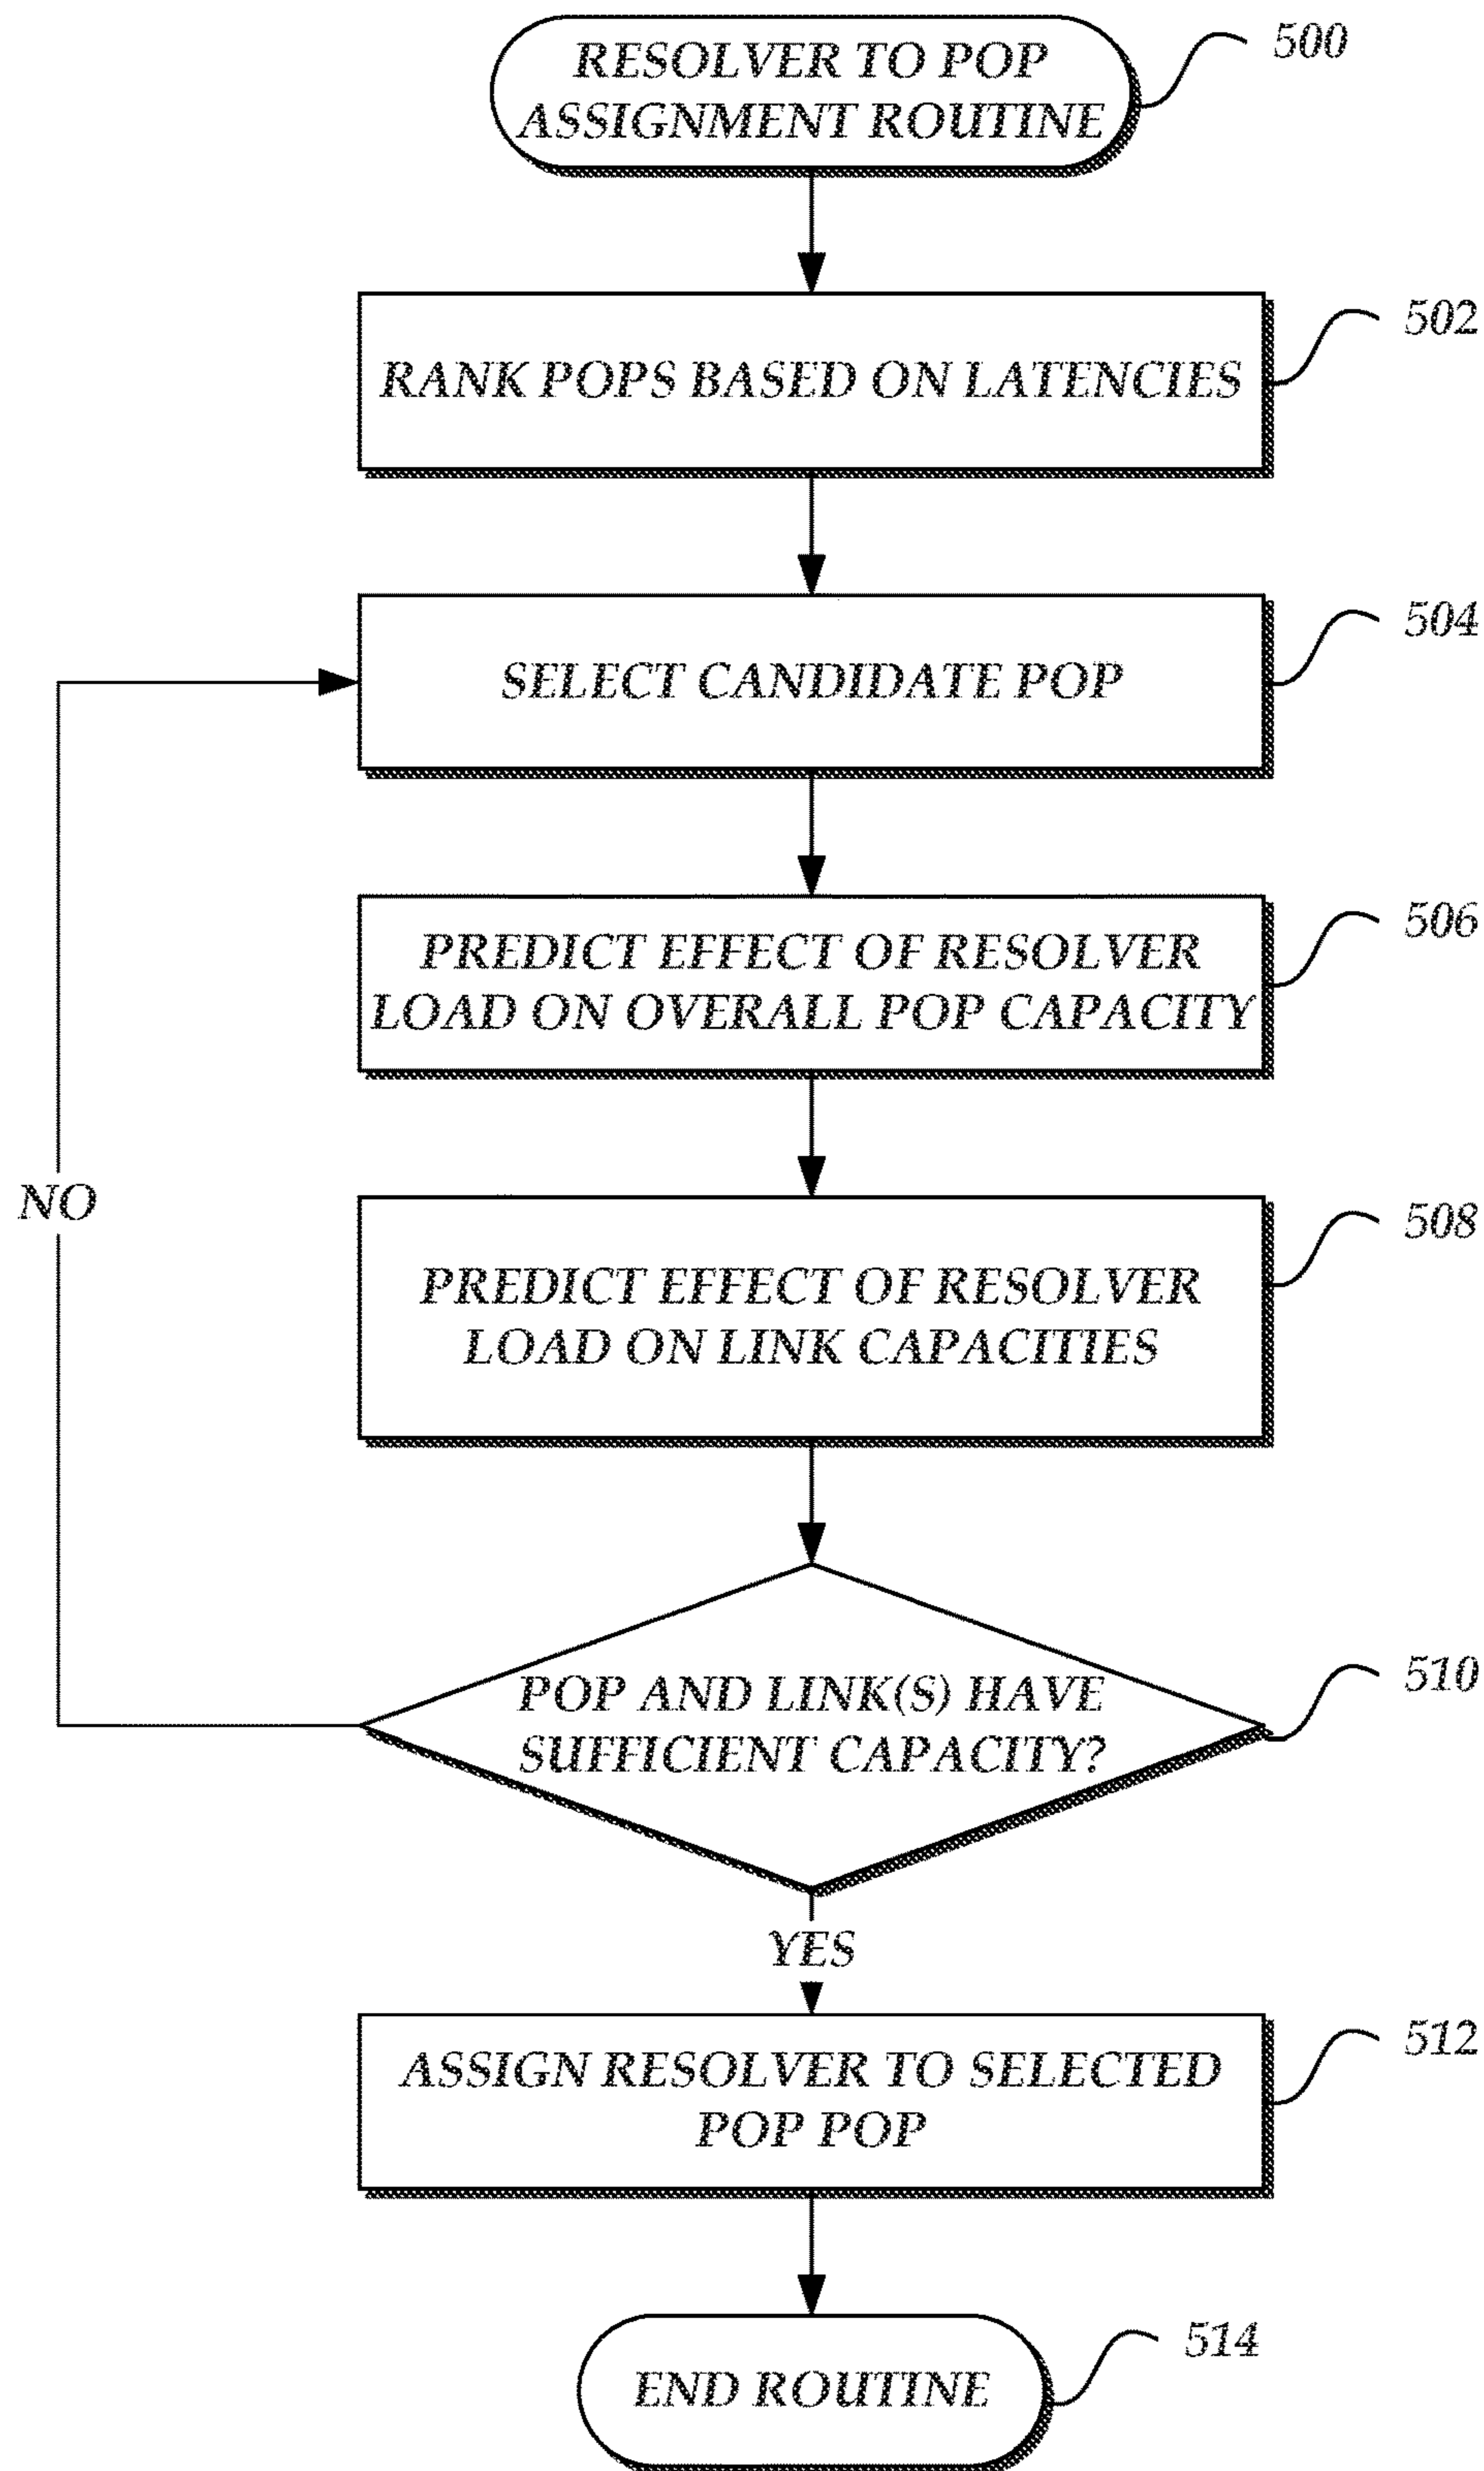 RESOLVER TO POP
ASSIGNMENT ROUTINE
500
RANK POPS BASED ON LATENCIES
502
SELECT CANDIDATE POP
504
PREDICT EFFECT OF RESOLVER
LOAD ON OVERALL POP CAPACITY
506
PREDICT EFFECT OF RESOLVER
LOAD ON LINK CAPACITIES
508
NO
POP AND LINK(S) HAVE
SUFFICIENT CAPACITY?
510
YES
ASSIGN RESOLVER TO SELECTED
POP POP
512
END ROUTINE
514